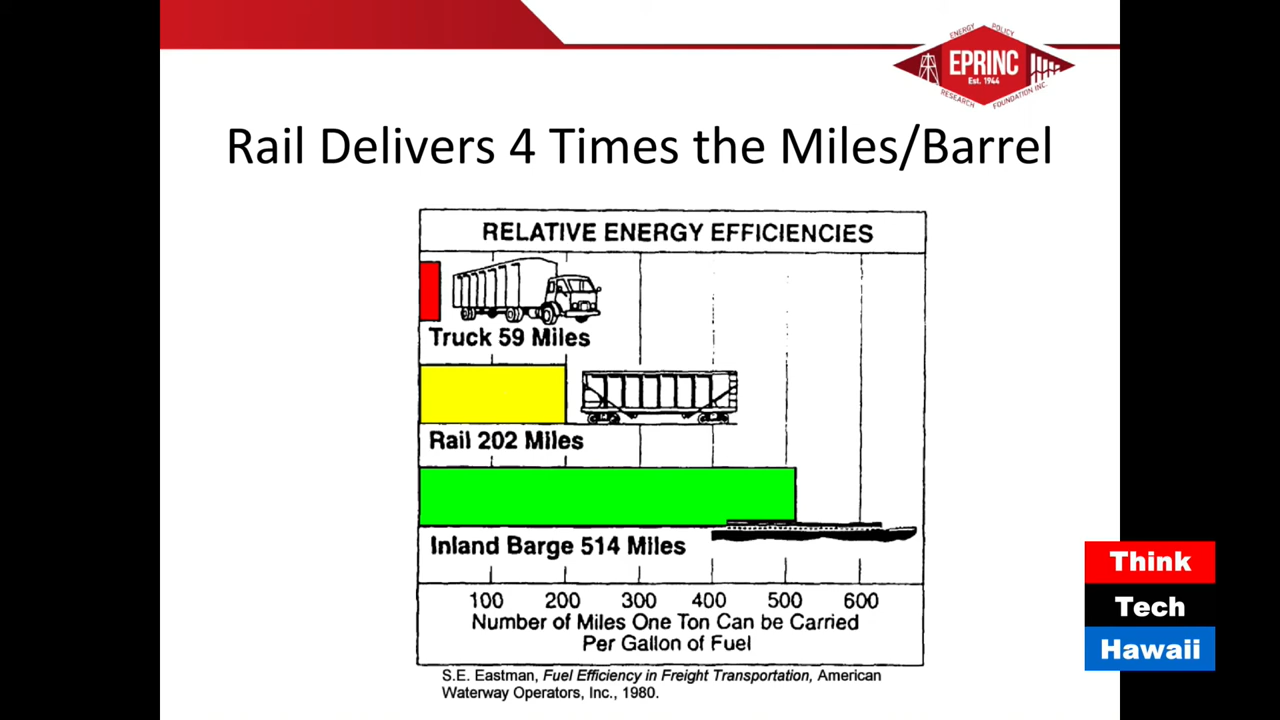 ENERGY POLICY
EPRINC
Est. 1944
RESEARCH FOUNDATION INC.
Rail Delivers 4 Times the Miles/Barrel
RELATIVE ENERGY EFFICIENCIES
Truck 59 Miles
Rail 202 Miles
Inland Barge 514 Miles
100 200 300 400 500 600
Number of Miles One Ton Can be Carried
Per Gallon of Fuel
S.E. Eastman, Fuel Efficiency in Freight Transportation, American
Waterway Operators, Inc., 1980.
Think
Tech
Hawaii